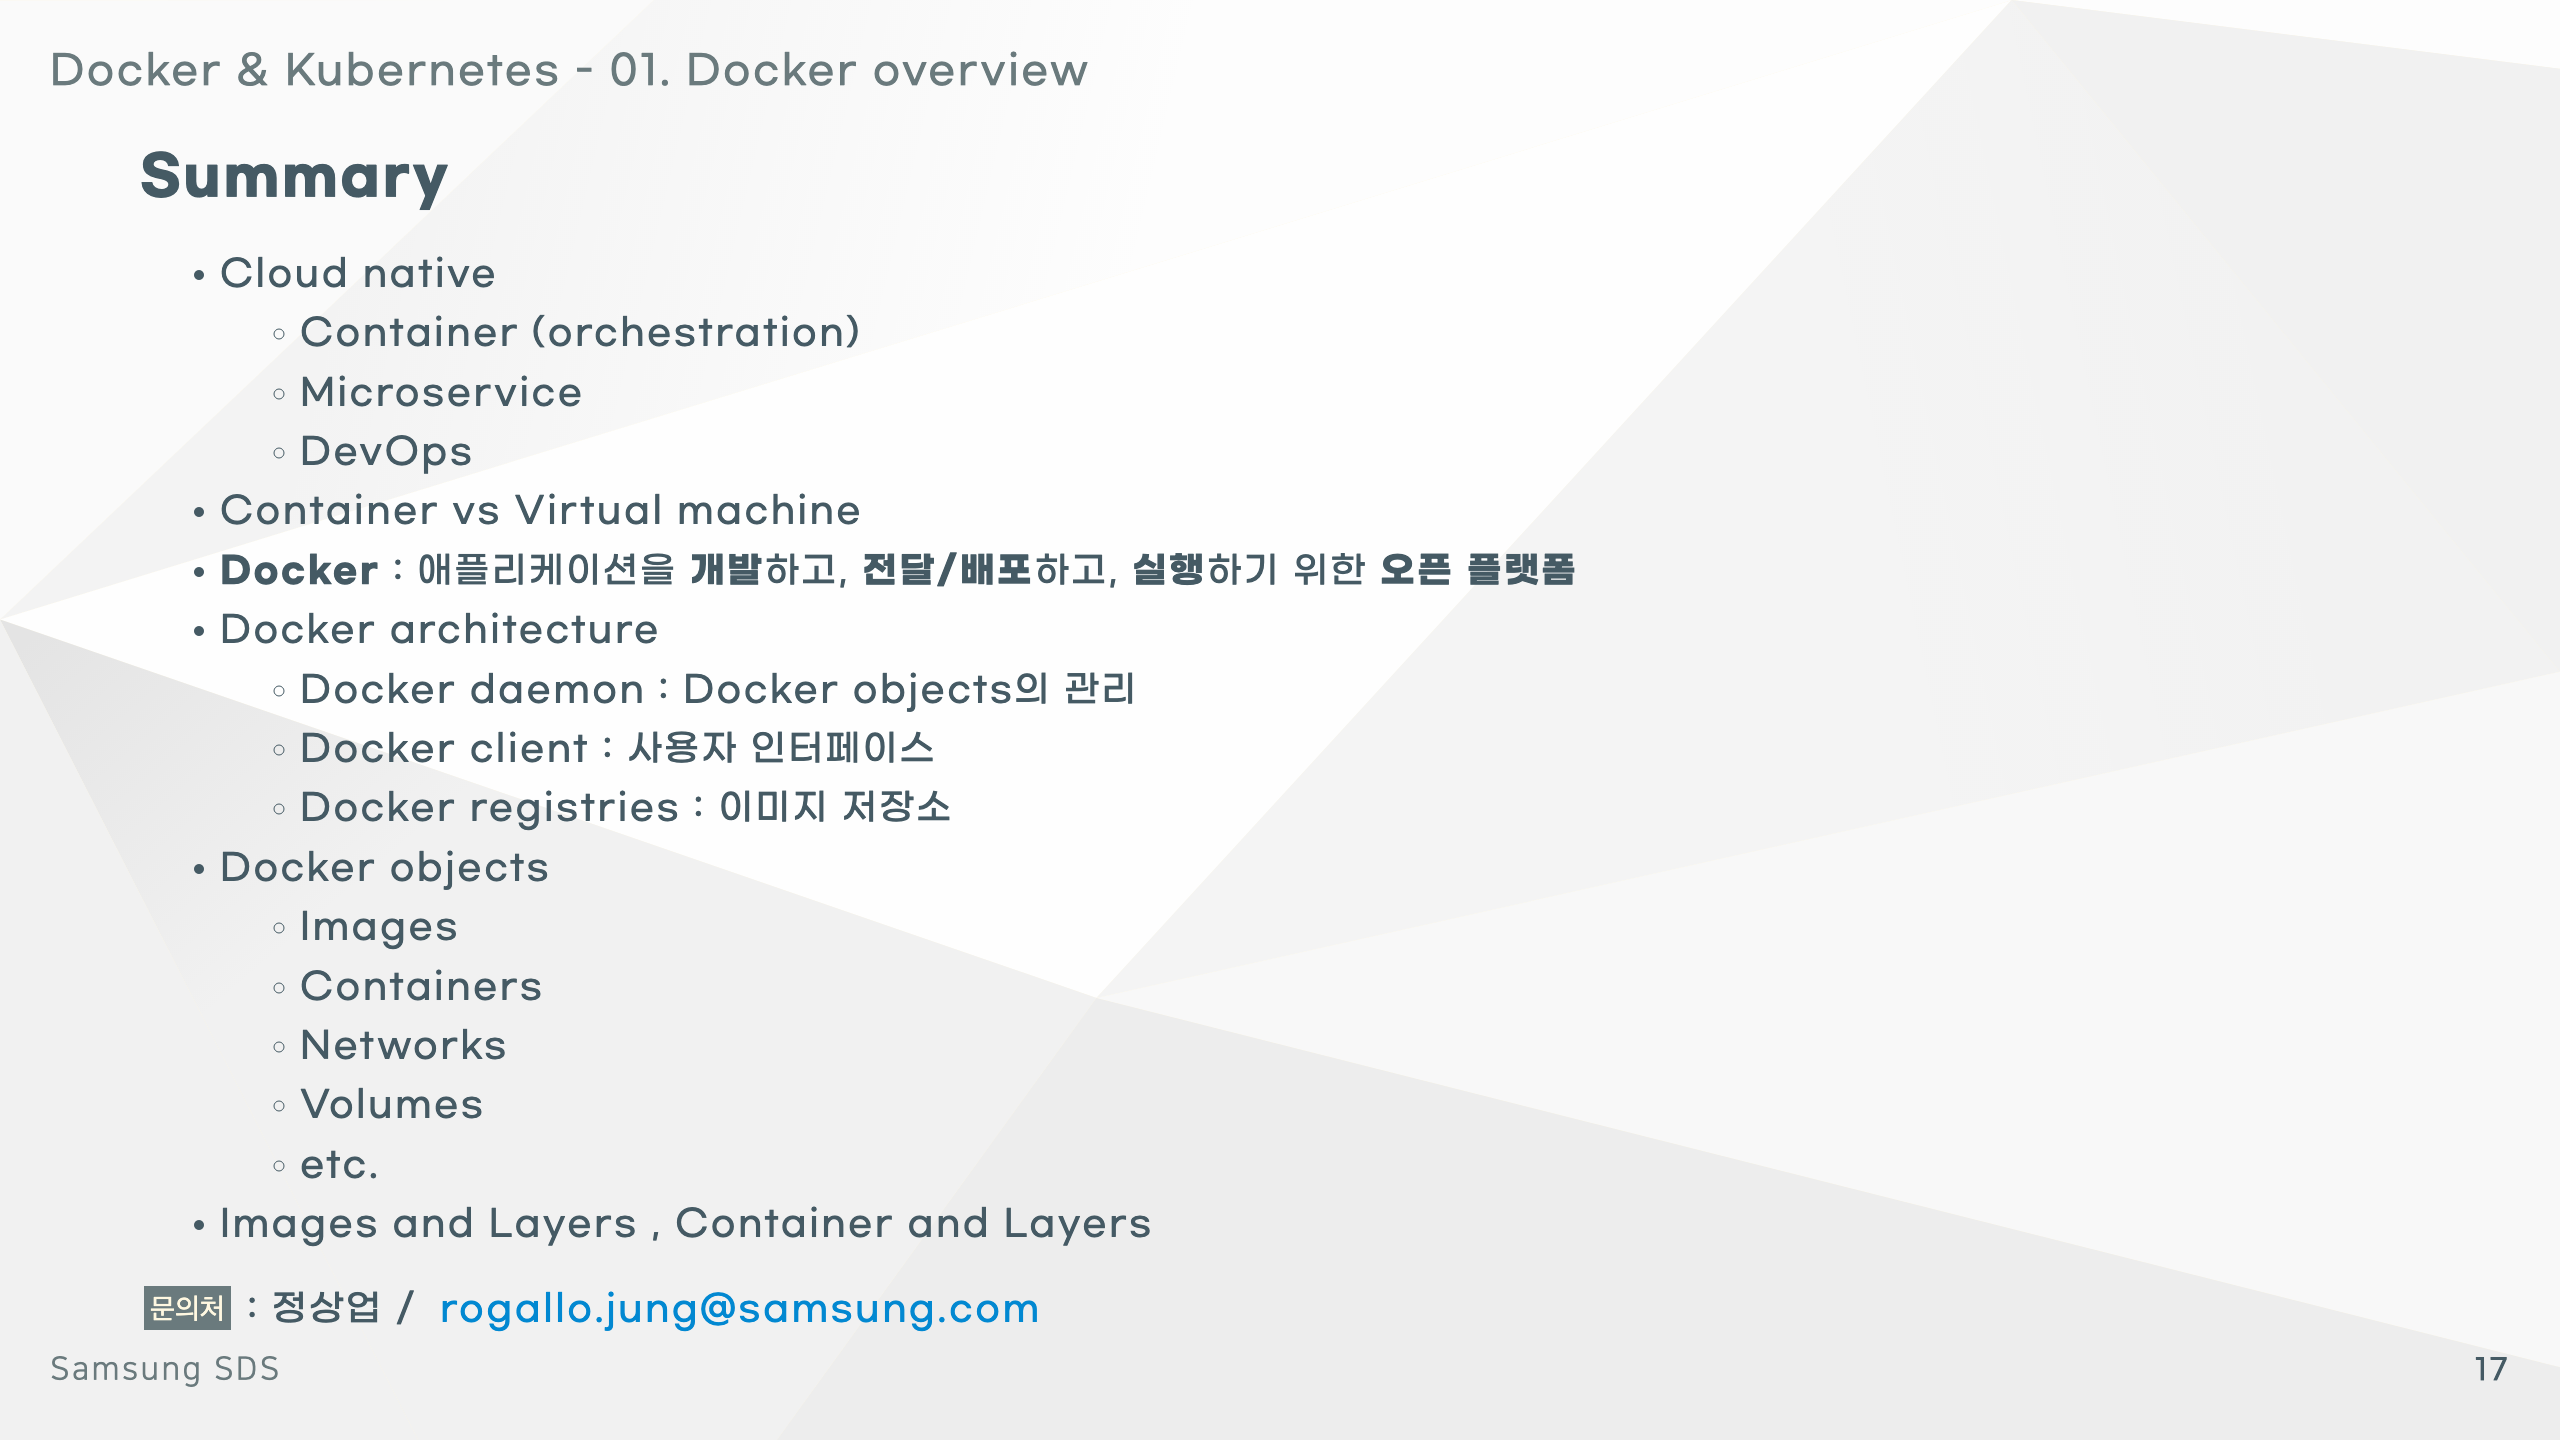 Docker & Kubernetes - 01. Docker overview
Summary
• Cloud native
◦ Container (orchestration)
◦ Microservice
◦ DevOps
• Container vs Virtual machine
• Docker : 애플리케이션을 개발하고, 전달/배포하고, 실행하기 위한 오픈 플랫폼
• Docker architecture
◦ Docker daemon : Docker objects의 관리
◦ Docker client : 사용자 인터페이스
◦ Docker registries : 이미지 저장소
• Docker objects
◦ Images
◦ Containers
◦ Networks
◦ Volumes
◦ etc.
• Images and Layers , Container and Layers
문의처 : 정상업 / rogallo.jung@samsung.com
Samsung SDS
17